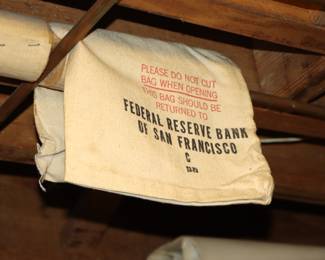 PLEASE DO NOT CUT
BAG WHEN OPENING
THIS BAG SHOULD BE
RETURNED TO
FEDERAL RESERVE BANK
OF SAN FRANCISCO
C